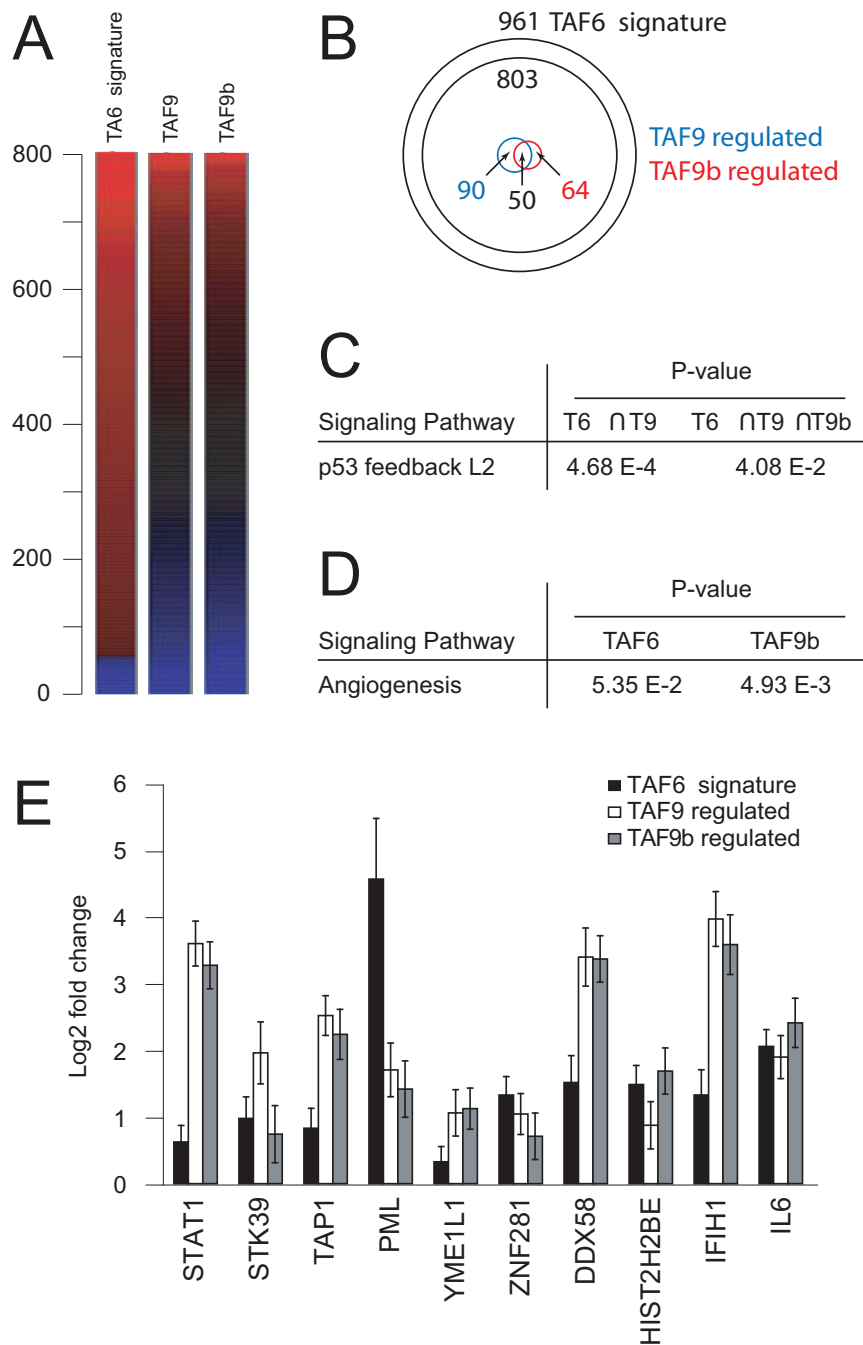 A
TA6 signature
TAF9
TAF9b
800
600
400
200
0
B
961 TAF6 signature
803
90
50
64
TAF9 regulated
TAF9b regulated
C
P-value
Signaling Pathway T6 ∩T9 T6 ∩T9 ∩T9b
p53 feedback L2 4.68 E-4 4.08 E-2
D
P-value
Signaling Pathway TAF6 TAF9b
Angiogenesis 5.35 E-2 4.93 E-3
E
TAF6 signature
TAF9 regulated
TAF9b regulated
Log2 fold change
6
5
4
3
2
1
0
STAT1
STK39
TAP1
PML
YME1L1
ZNF281
DDX58
HIST2H2BE
IFIH1
IL6